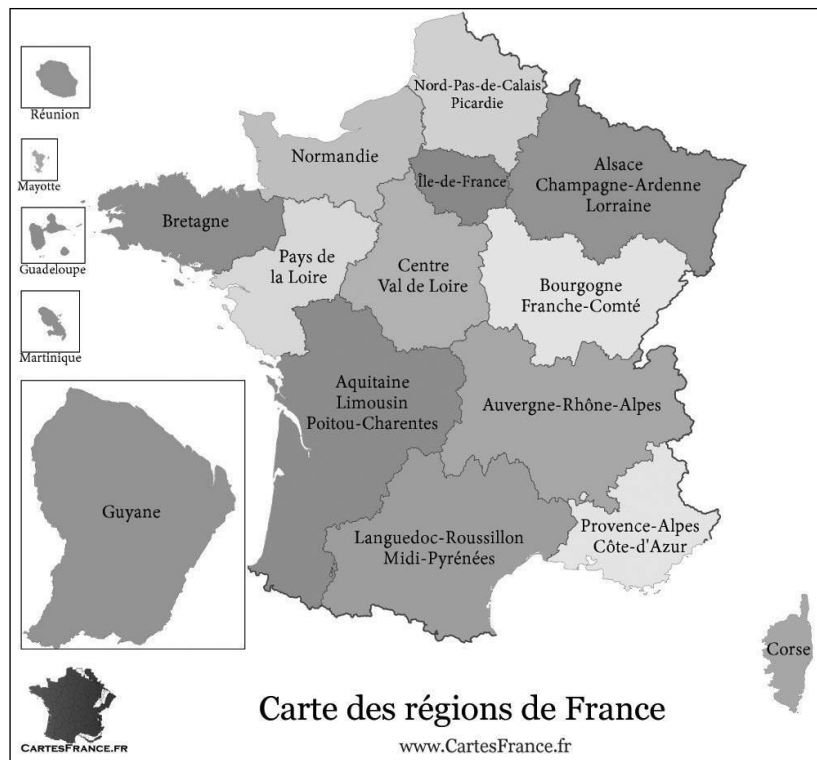 Nord-Pas-de-Calais
Picardie
Réunion
Normandie
Île-de-France
Alsace
Champagne-Ardenne
Lorraine
Mayotte
Bretagne
Pays de
la Loire
Centre
Val de Loire
Bourgogne
Franche-Comté
Guadeloupe
Martinique
Aquitaine
Limousin
Poitou-Charentes
Auvergne-Rhône-Alpes
Guyane
Languedoc-Roussillon
Midi-Pyrénées
Provence-Alpes
Côte-d'Azur
Corse
Carte des régions de France
www.CartesFrance.fr
CartesFrance.fr